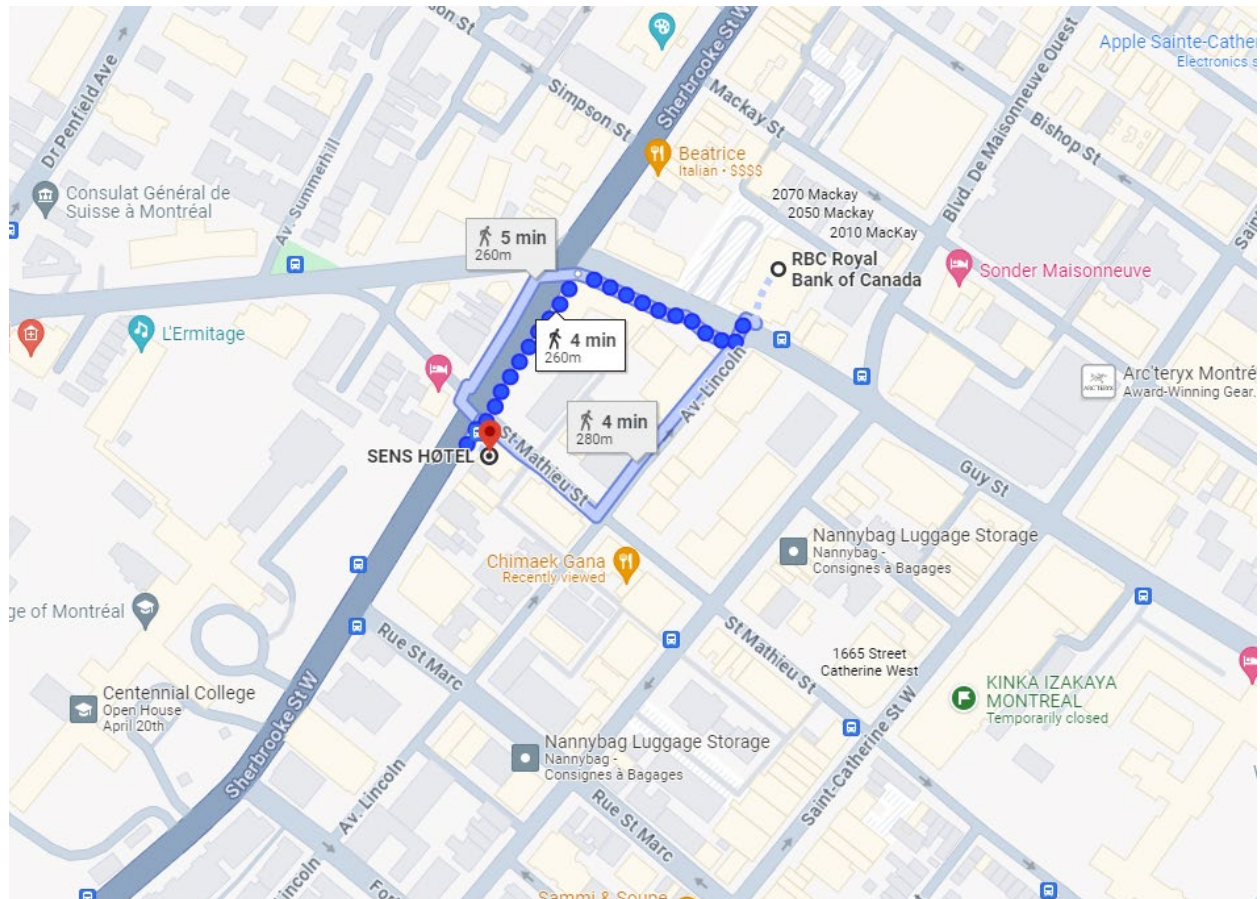 son St
Apple Sainte-Cather
Electronics s
Dr Penfield Ave
Sherbrooke St W
Simpson St
Mackay St
Beatrice
Italian · $$$$
Bishop St
Blvd. De Maisonneuve Ouest
Consulat Général de
Suisse à Montréal
Av. Summerhill
2070 Mackay
2050 Mackay
2010 MacKay
5 min
260m
RBC Royal
Bank of Canada
Sonder Maisonneuve
L'Ermitage
4 min
260m
Arc'teryx Montré
Award-Winning Gear.
ARC'TERYX
Av. Lincoln
4 min
280m
SENS HØTEL
St Mathieu St
Guy St
Nannybag Luggage Storage
Nannybag -
Consignes à Bagages
Chimaek Gana
Recently viewed
ge of Montréal
Rue St Marc
St Mathieu St
1665 Street
Catherine West
KINKA IZAKAYA
MONTREAL
Temporarily closed
Centennial College
Open House
April 20th
Sherbrooke St W
Saint-Catherine St W
Nannybag Luggage Storage
Nannybag -
Consignes à Bagages
Av. Lincoln
Rue St Marc
Lincoln
For
Sammi & Soupe